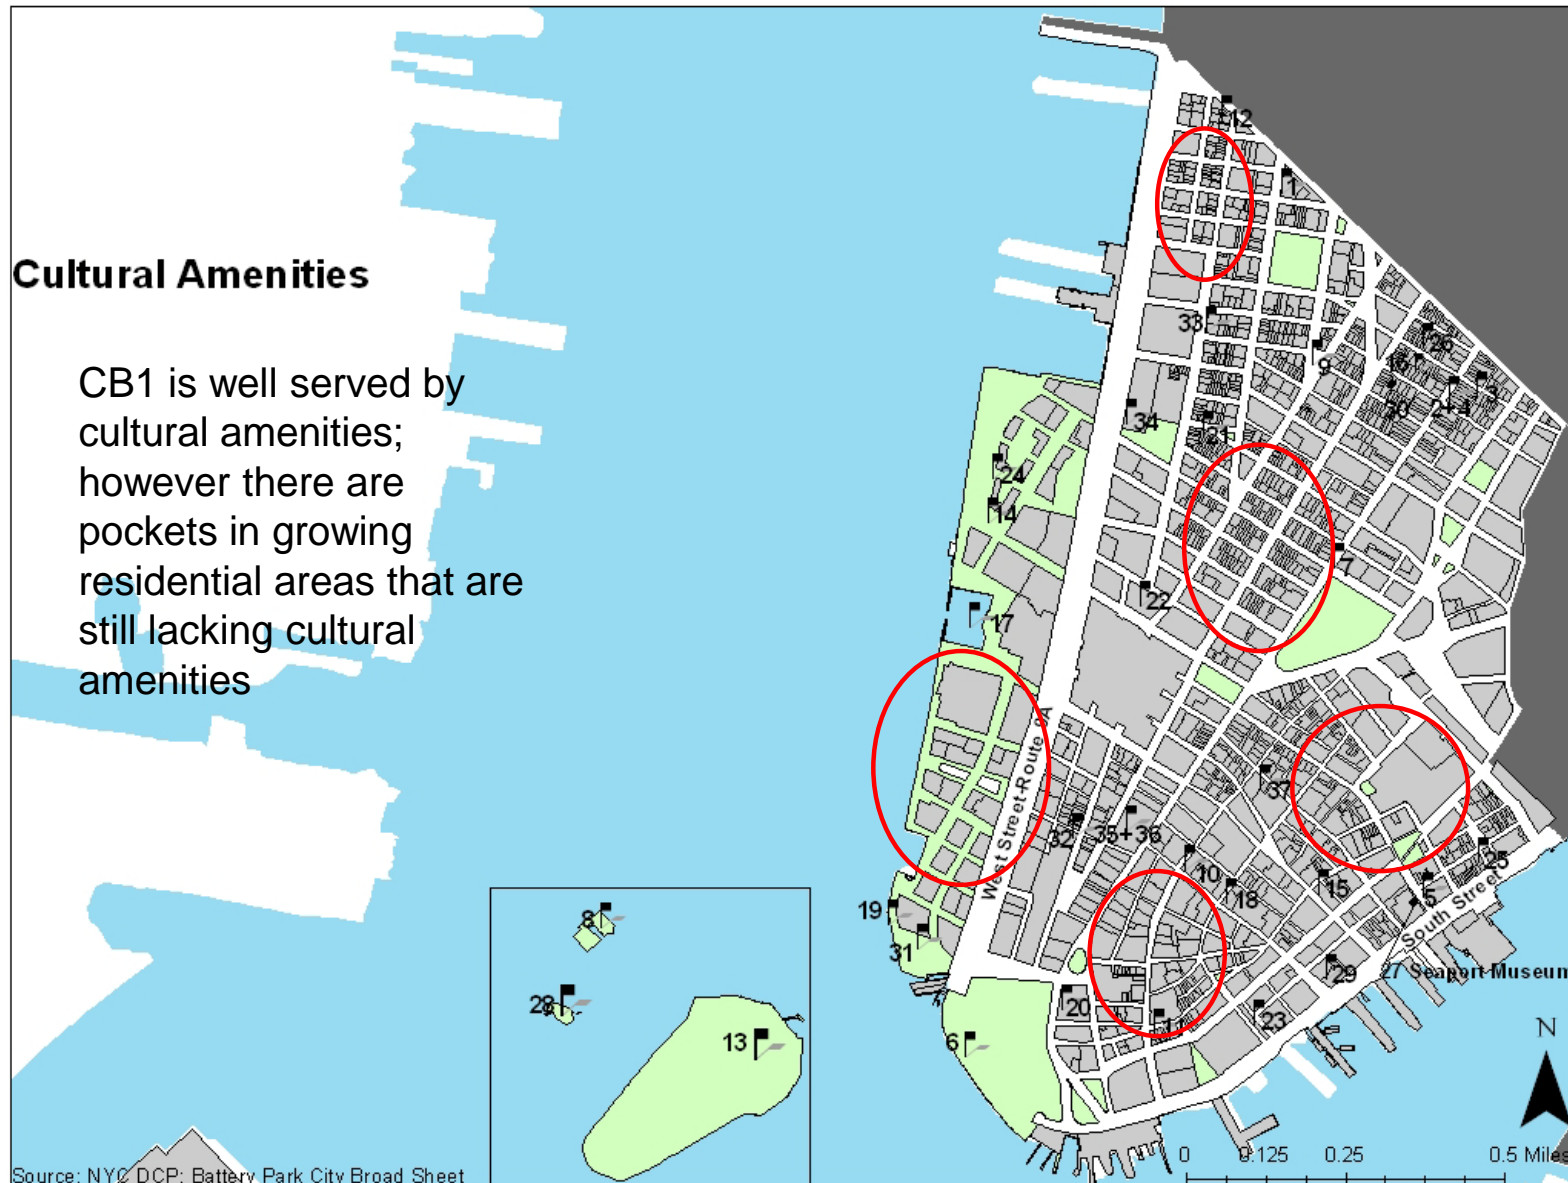 Cultural Amenities
CB1 is well served by
cultural amenities;
however there are
pockets in growing
residential areas that are
still lacking cultural
amenities
12
1
33
9
26
16
30
2+4
3
34
21
24
14
7
22
17
37
32
35+36
10
18
15
5
25
West Street-Route 9A
South Street
19
31
8
28
13
6
20
11
23
29
27 Seaport Museum
N
0 0.125 0.25 0.5 Miles
Source: NYC DCP; Battery Park City Broad Sheet